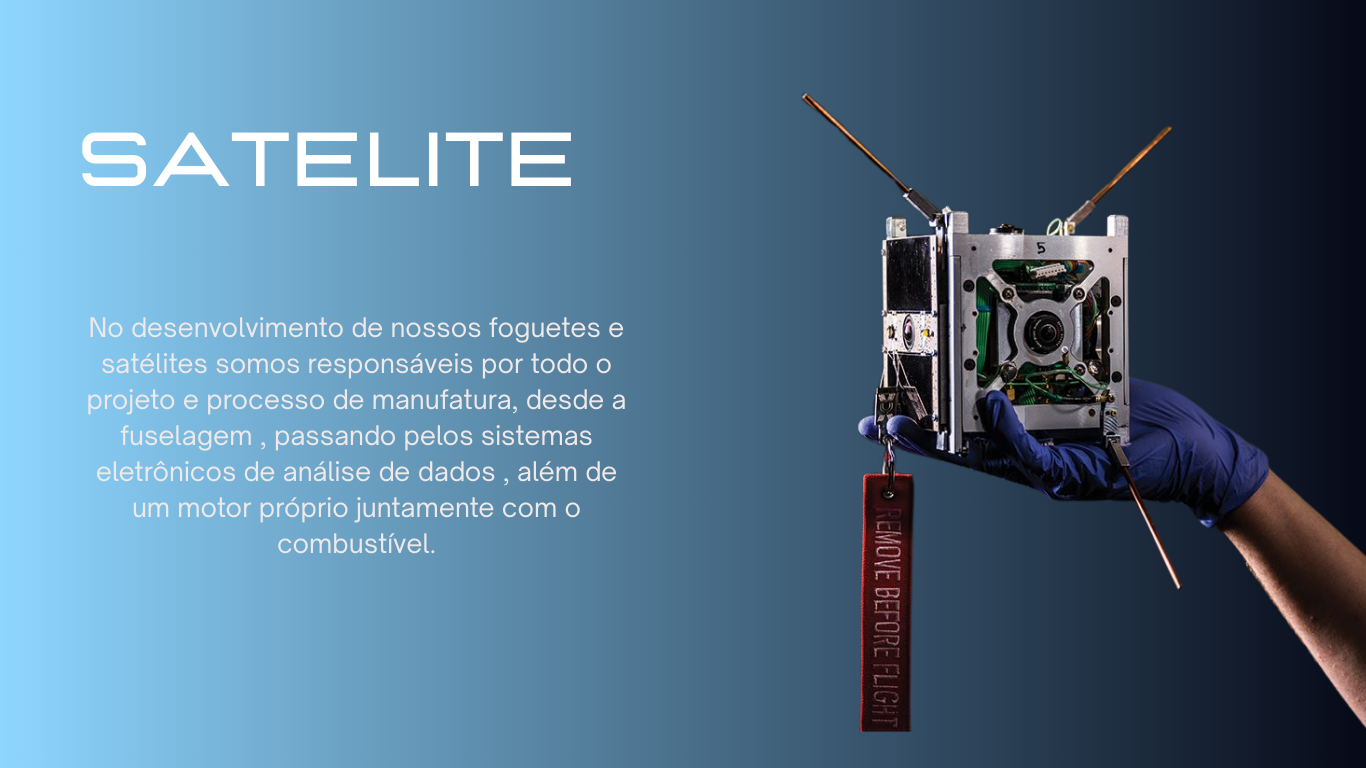 SATELITE
No desenvolvimento de nossos foguetes e
satélites somos responsáveis por todo o
projeto e processo de manufatura, desde a
fuselagem , passando pelos sistemas
eletrônicos de análise de dados , além de
um motor próprio juntamente com o
combustível.
5
REMOVE BEFORE FLIGHT